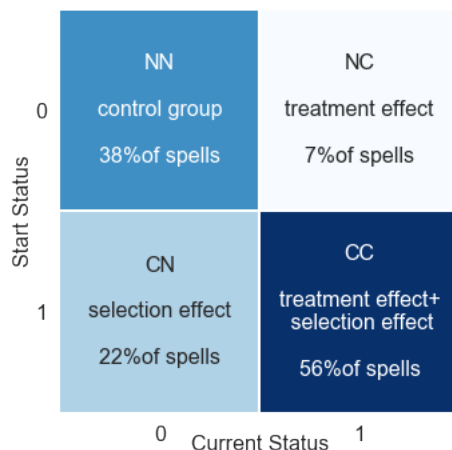 NN
control group
38%of spells
NC
treatment effect
7%of spells
0
Start Status
CN
selection effect
22%of spells
CC
treatment effect+
selection effect
56%of spells
1
0
Current Status
1